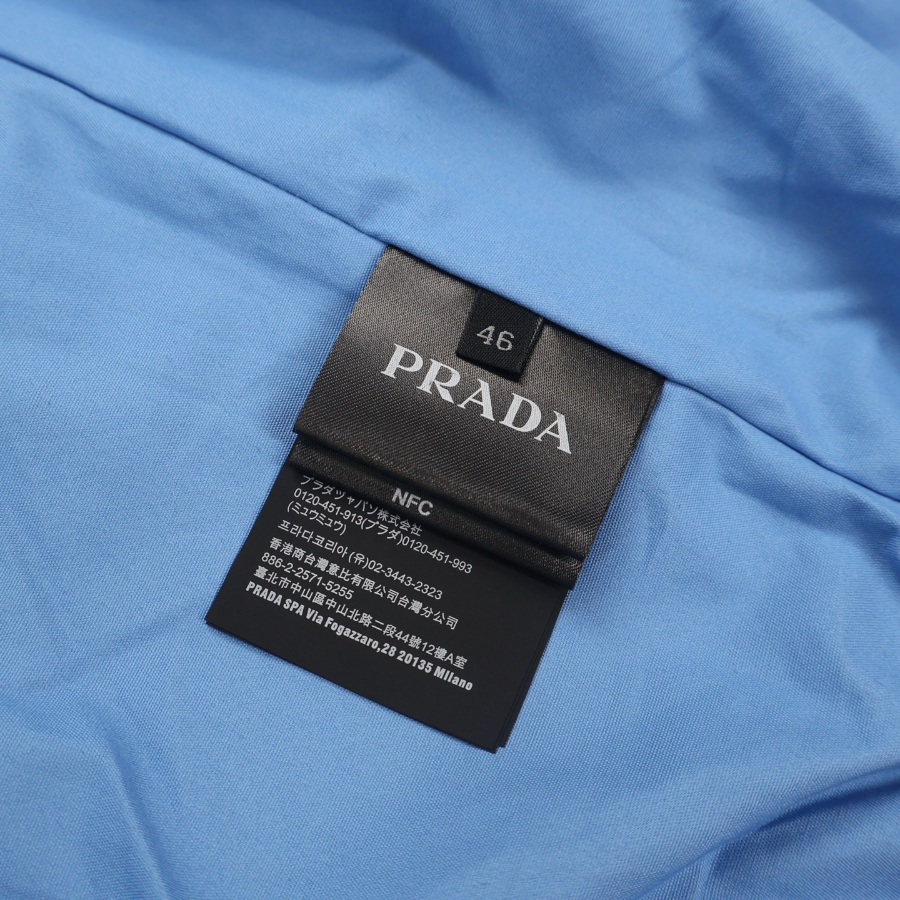 46
PRADA
NFC
プラダジャパン株式会社
0120-451-913(プラダ)0120-451-993
(ミュウミュウ)
프라다코리아 (유)02-3443-2323
香港商台灣意比有限公司台灣分公司
886-2-2571-5255
臺北市中山區中山北路二段44號12樓A室
PRADA SPA Via Fogazzaro,28 20135 Milano